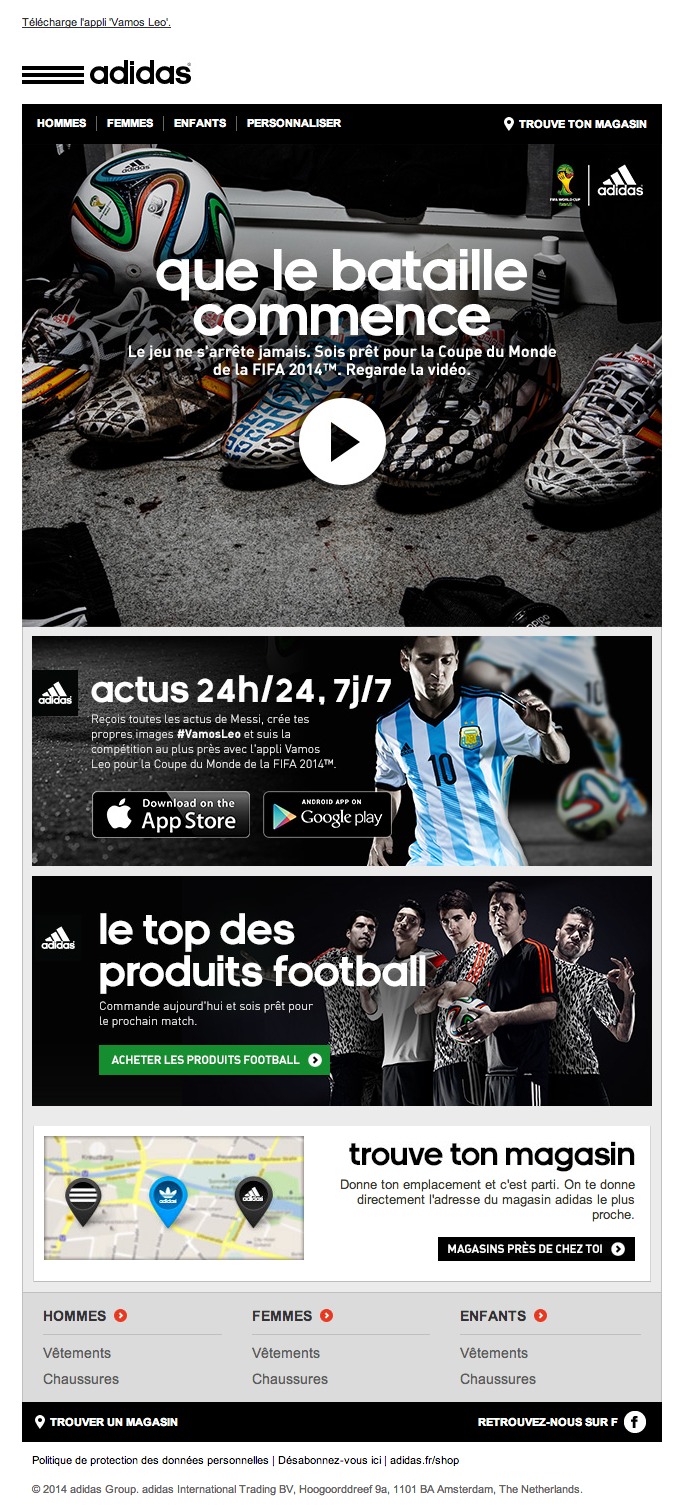 Télécharge l'appli 'Vamos Leo'.
adidas
HOMMES FEMMES ENFANTS PERSONNALISER TROUVE TON MAGASIN
FIFA WORLD CUP
adidas
adidas
que le bataille
commence
Le jeu ne s'arrête jamais. Sois prêt pour la Coupe du Monde
de la FIFA 2014™. Regarde la vidéo.
adidas
actus 24h/24, 7j/7
Reçois toutes les actus de Messi, crée tes
propres images #VamosLeo et suis la
compétition au plus près avec l'appli Vamos
Leo pour la Coupe du Monde de la FIFA 2014™.
Download on the
App Store
ANDROID APP ON
Google play
10
10
adidas
le top des
produits football
Commande aujourd'hui et sois prêt pour
le prochain match.
ACHETER LES PRODUITS FOOTBALL
Kreuzberg
adidas
trouve ton magasin
Donne ton emplacement et c'est parti. On te donne
directement l'adresse du magasin adidas le plus
proche.
MAGASINS PRÈS DE CHEZ TOI
HOMMES FEMMES ENFANTS
Vêtements Vêtements Vêtements
Chaussures Chaussures Chaussures
TROUVER UN MAGASIN RETROUVEZ-NOUS SUR F f
Politique de protection des données personnelles | Désabonnez-vous ici | adidas.fr/shop
© 2014 adidas Group. adidas International Trading BV, Hoogoorddreef 9a, 1101 BA Amsterdam, The Netherlands.